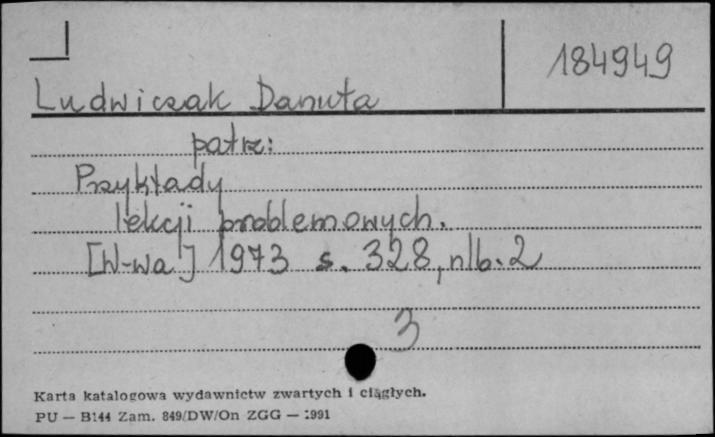 184949
Ludwiczak Danuta
patrz:
Przykłady
lekcji problemowych.
[W-wa] 1973 s. 328, nlb. 2
3
Karta katalogowa wydawnictw zwartych i ciągłych.
PU — B144 Zam. 849/DW/On ZGG — 1991